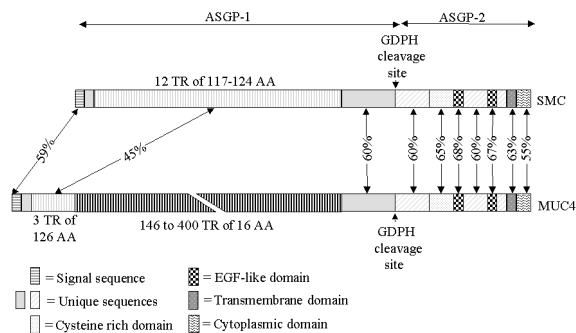 ASGP-1
ASGP-2
GDPH
cleavage
site
12 TR of 117-124 AA
SMC
59%
45%
60%
60%
65%
68%
60%
67%
63%
55%
MUC4
3 TR of
126 AA
146 to 400 TR of 16 AA
GDPH
cleavage
site
= Signal sequence
= EGF-like domain
= Unique sequences
= Transmembrane domain
= Cysteine rich domain
= Cytoplasmic domain